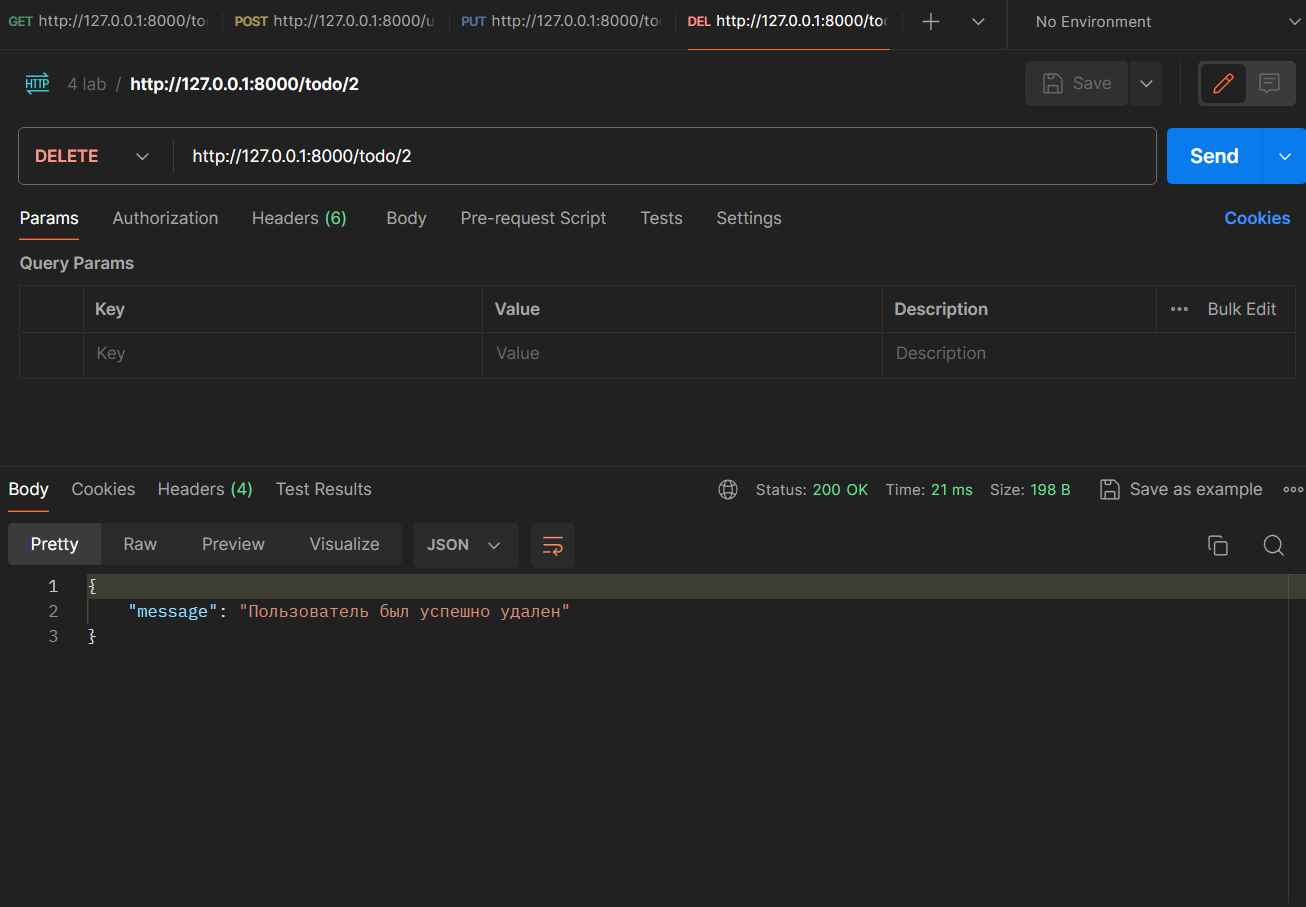 GET http://127.0.0.1:8000/to POST http://127.0.0.1:8000/u PUT http://127.0.0.1:8000/to DEL http://127.0.0.1:8000/to No Environment
HTTP 4 lab / http://127.0.0.1:8000/todo/2 Save
DELETE http://127.0.0.1:8000/todo/2 Send
Params Authorization Headers (6) Body Pre-request Script Tests Settings Cookies
Query Params
Key Value Description Bulk Edit
Key Value Description
Body Cookies Headers (4) Test Results Status: 200 OK Time: 21 ms Size: 198 B Save as example
Pretty Raw Preview Visualize JSON
1 {
2 "message": "Пользователь был успешно удален"
3 }